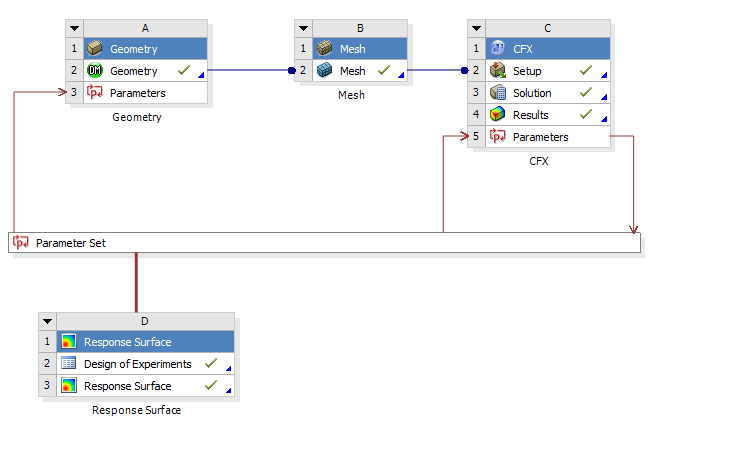 A
1 Geometry
2 DM Geometry
3 Parameters
Geometry
B
1 Mesh
2 Mesh
Mesh
C
1 CFX
2 Setup
3 Solution
4 Results
5 Parameters
CFX
Parameter Set
D
1 Response Surface
2 Design of Experiments
3 Response Surface
Response Surface